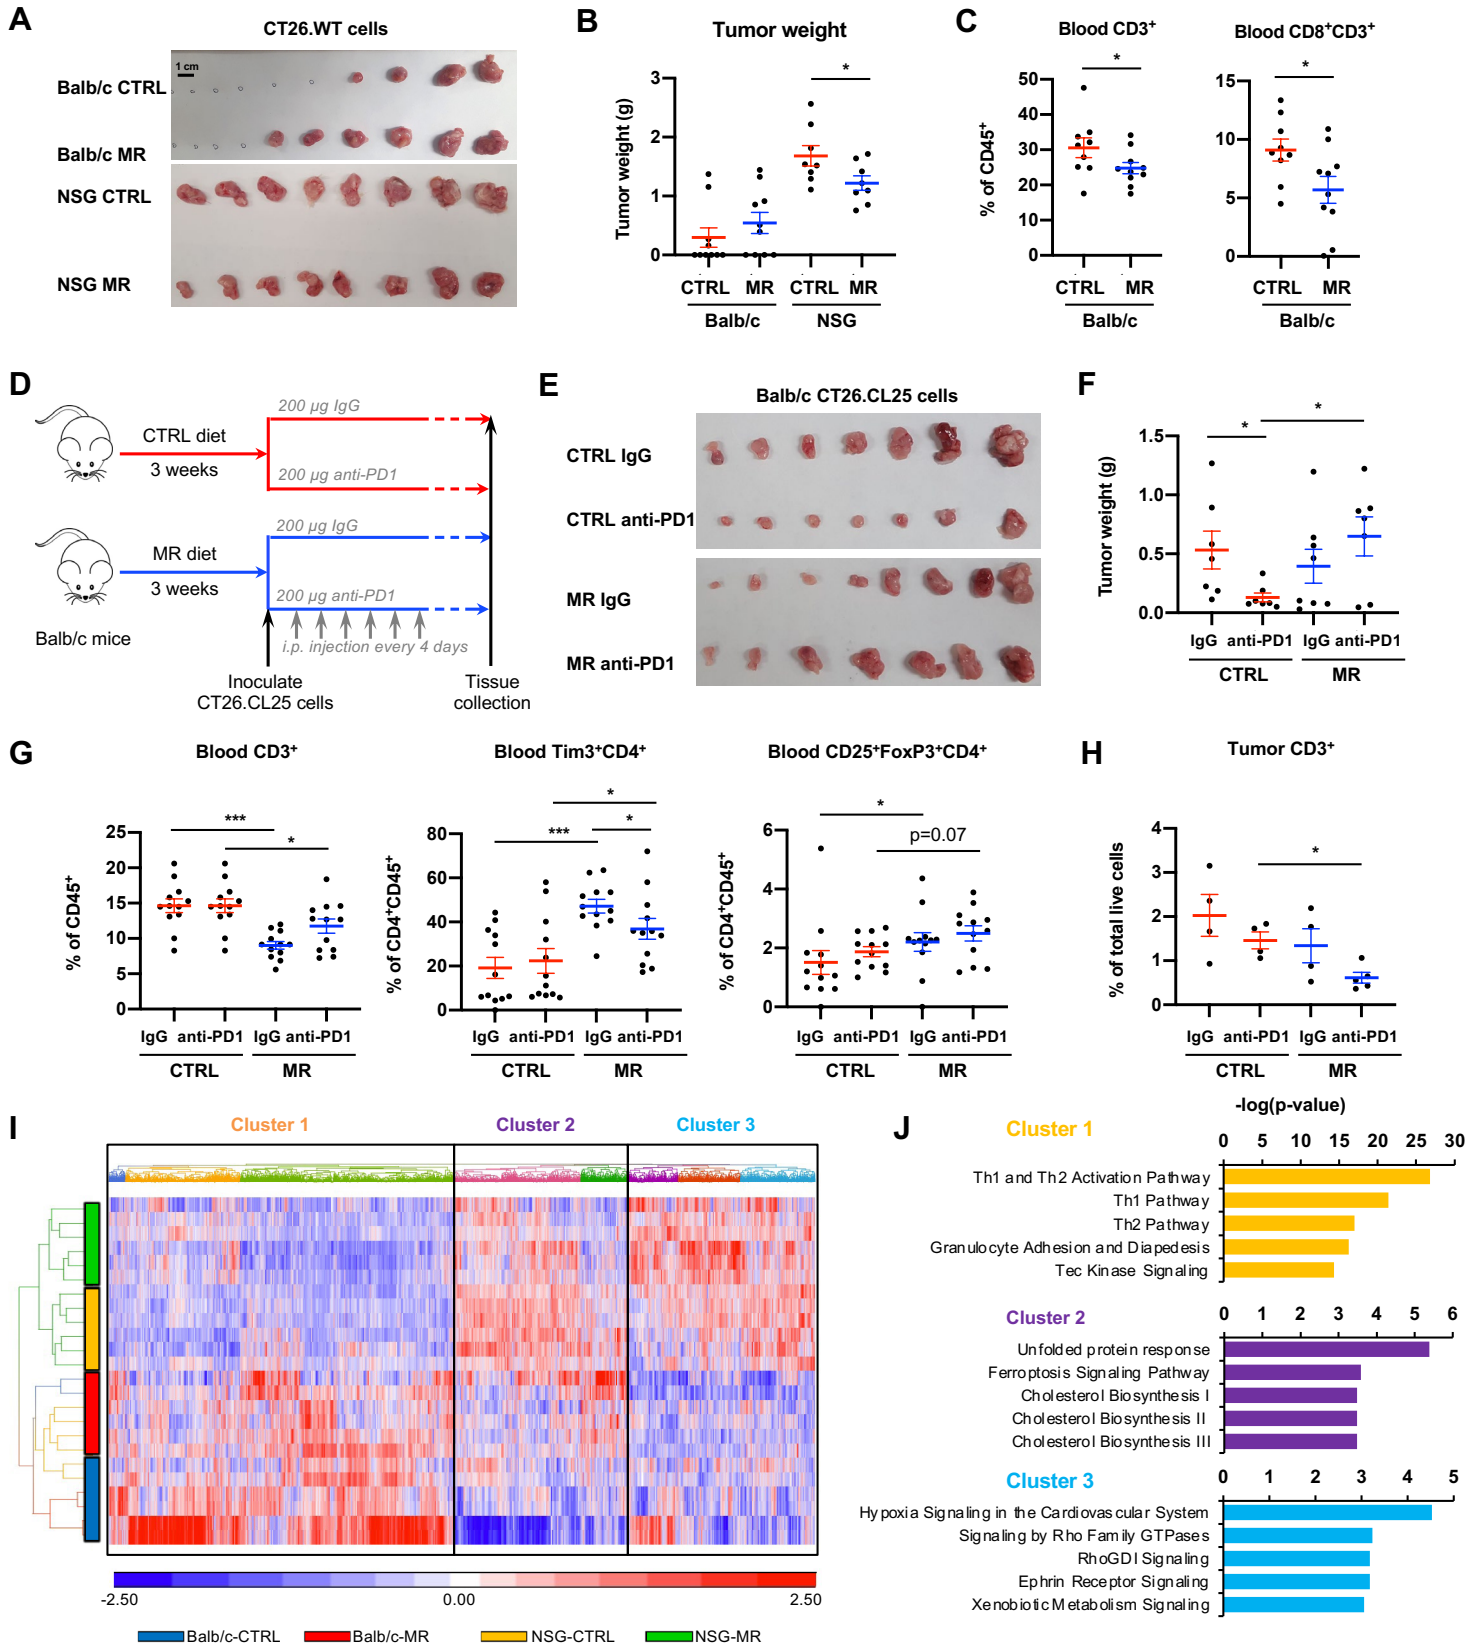 A
CT26.WT cells
1 cm
Balb/c CTRL
Balb/c MR
NSG CTRL
NSG MR
B
Tumor weight
*
Tumor weight (g)
3
2
1
0
CTRL MR CTRL MR
Balb/c NSG
C
Blood CD3⁺
*
% of CD45⁺
50
40
30
20
10
0
CTRL MR
Balb/c
Blood CD8⁺CD3⁺
*
15
10
5
0
CTRL MR
Balb/c
D
CTRL diet
3 weeks
200 µg IgG
200 µg anti-PD1
MR diet
3 weeks
200 µg IgG
200 µg anti-PD1
i.p. injection every 4 days
Balb/c mice
Inoculate
CT26.CL25 cells
Tissue
collection
E
Balb/c CT26.CL25 cells
CTRL IgG
CTRL anti-PD1
MR IgG
MR anti-PD1
F
* *
Tumor weight (g)
1.5
1.0
0.5
0.0
IgG anti-PD1 IgG anti-PD1
CTRL MR
G
Blood CD3⁺
***
*
% of CD45⁺
25
20
15
10
5
0
IgG anti-PD1 IgG anti-PD1
CTRL MR
Blood Tim3⁺CD4⁺
*
*** *
% of CD4⁺CD45⁺
80
60
40
20
0
IgG anti-PD1 IgG anti-PD1
CTRL MR
Blood CD25⁺FoxP3⁺CD4⁺
*
p=0.07
% of CD4⁺CD45⁺
6
4
2
0
IgG anti-PD1 IgG anti-PD1
CTRL MR
H
Tumor CD3⁺
*
% of total live cells
4
3
2
1
0
IgG anti-PD1 IgG anti-PD1
CTRL MR
I
Cluster 1 Cluster 2 Cluster 3
-2.50 0.00 2.50
Balb/c-CTRL Balb/c-MR NSG-CTRL NSG-MR
J
-log(p-value)
Cluster 1
0 5 10 15 20 25 30
Th1 and Th2 Activation Pathway
Th1 Pathway
Th2 Pathway
Granulocyte Adhesion and Diapedesis
Tec Kinase Signaling
Cluster 2
0 1 2 3 4 5 6
Unfolded protein response
Ferroptosis Signaling Pathway
Cholesterol Biosynthesis I
Cholesterol Biosynthesis II
Cholesterol Biosynthesis III
Cluster 3
0 1 2 3 4 5
Hypoxia Signaling in the Cardiovascular System
Signaling by Rho Family GTPases
RhoGDI Signaling
Ephrin Receptor Signaling
Xenobiotic Metabolism Signaling